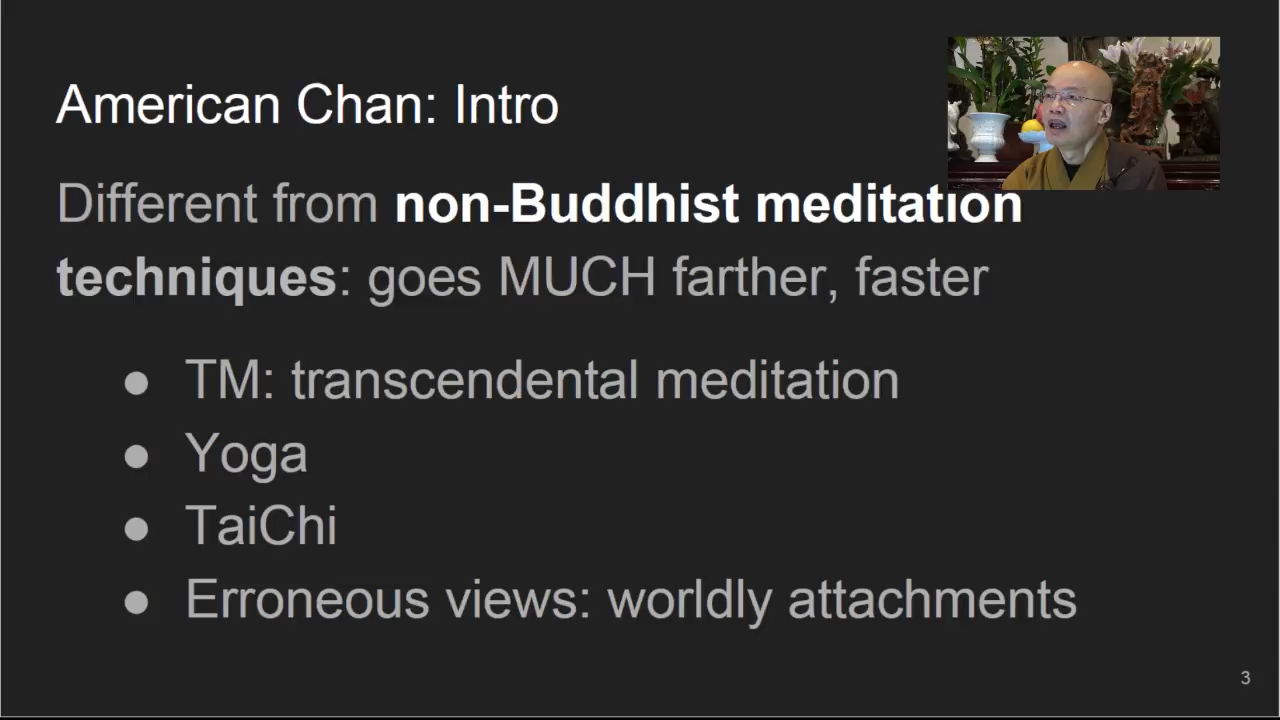 American Chan: Intro
Different from non-Buddhist meditation
techniques: goes MUCH farther, faster
● TM: transcendental meditation
● Yoga
● TaiChi
● Erroneous views: worldly attachments
3